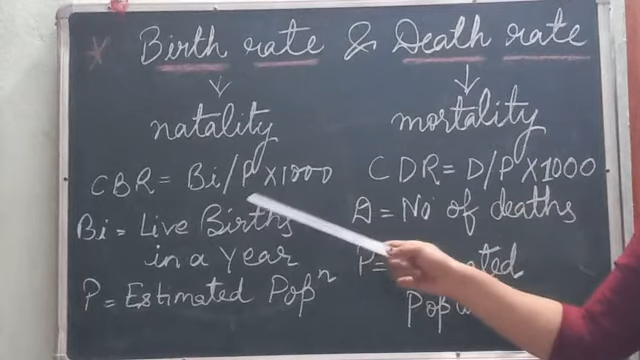 * Birth rate & Death rate
↓ ↓
natality
mortality
CBR = Bi/P X1000
CDR = D/P X1000
Bi = Live Births
in a Year
P = Estimated Popⁿ
D = No of deaths
P =
Pop